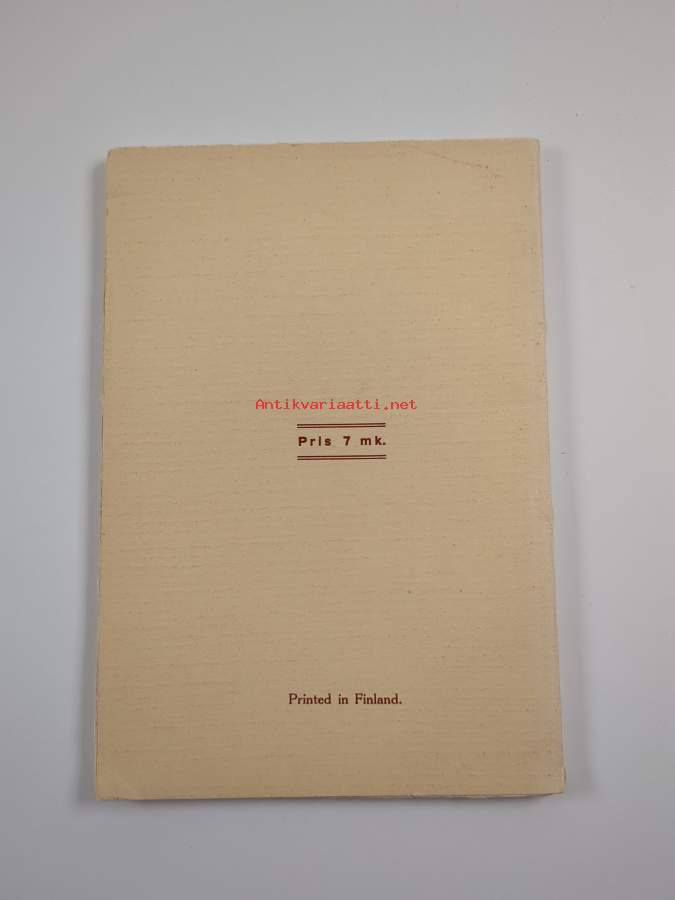 Antikvariaatti.net
Pris 7 mk.
Printed in Finland.